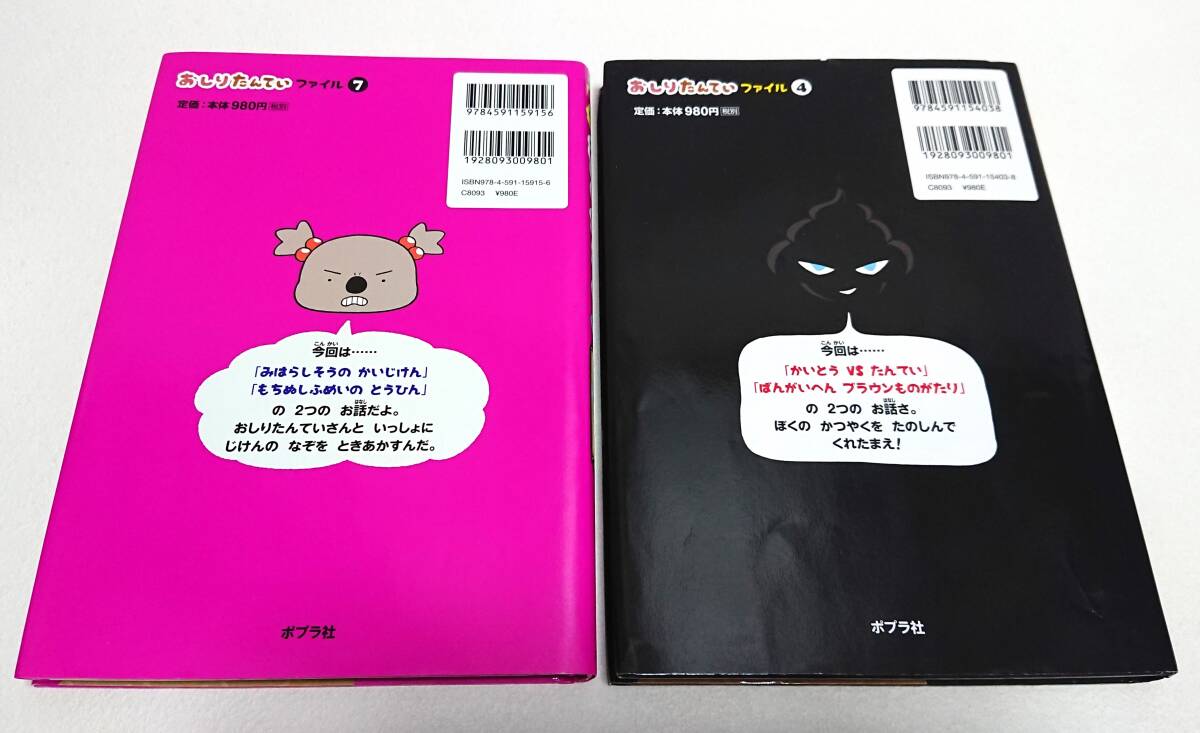 おしりたんてい ファイル 7
定価:本体980円 税別
9784591159156
1928093009801
ISBN978-4-591-15915-6
C8093 ¥980E
こんかい
今回は……
「みはらしそうの かいじけん」
「もちぬしふめいの とうひん」
はなし
の 2つの お話だよ。
おしりたんていさんと いっしょに
じけんの なぞを ときあかすんだ。
ポプラ社
おしりたんてい ファイル 4
定価:本体980円 税別
9784591154038
1928093009801
ISBN978-4-591-15403-8
C8093 ¥980E
こんかい
今回は……
「かいとう VS たんてい」
「ばんがいへん ブラウンものがたり」
はなし
の 2つの お話さ。
ぼくの かつやくを たのしんで
くれたまえ!
ポプラ社